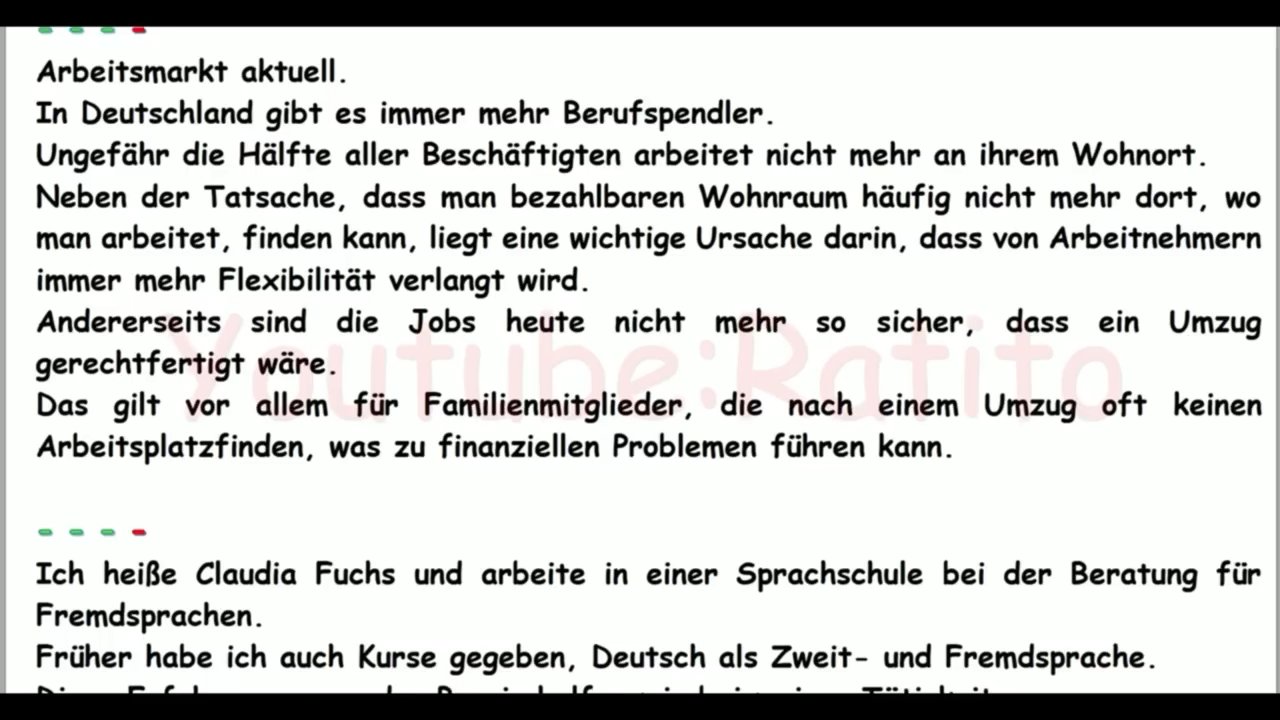 Arbeitsmarkt aktuell.
In Deutschland gibt es immer mehr Berufspendler.
Ungefähr die Hälfte aller Beschäftigten arbeitet nicht mehr an ihrem Wohnort.
Neben der Tatsache, dass man bezahlbaren Wohnraum häufig nicht mehr dort, wo
man arbeitet, finden kann, liegt eine wichtige Ursache darin, dass von Arbeitnehmern
immer mehr Flexibilität verlangt wird.
Andererseits sind die Jobs heute nicht mehr so sicher, dass ein Umzug
gerechtfertigt wäre.
Youtube:Ratito
Das gilt vor allem für Familienmitglieder, die nach einem Umzug oft keinen
Arbeitsplatzfinden, was zu finanziellen Problemen führen kann.
Ich heiße Claudia Fuchs und arbeite in einer Sprachschule bei der Beratung für
Fremdsprachen.
Früher habe ich auch Kurse gegeben, Deutsch als Zweit- und Fremdsprache.